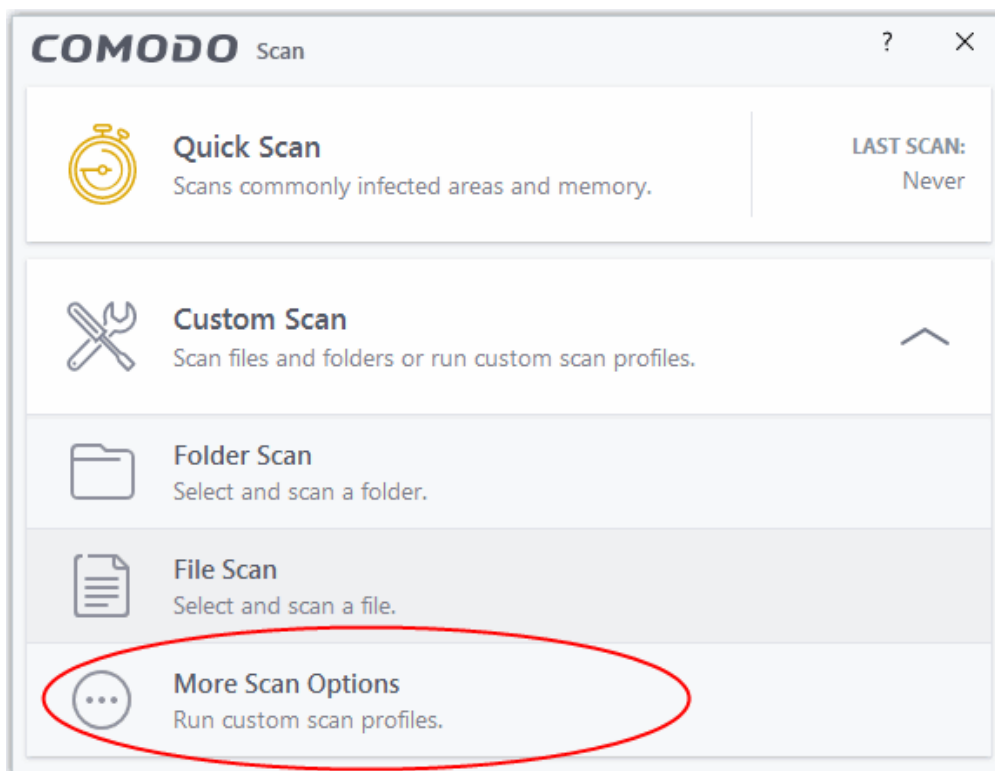 COMODO Scan ?
Quick Scan
Scans commonly infected areas and memory.
LAST SCAN:
Never
Custom Scan
Scan files and folders or run custom scan profiles.
Folder Scan
Select and scan a folder.
File Scan
Select and scan a file.
More Scan Options
Run custom scan profiles.